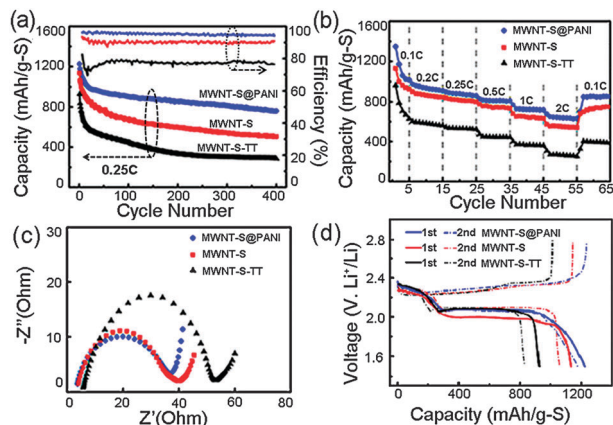 (a)
1600
1200
800
400
0
Capacity (mAh/g-S)
0 100 200 300 400
Cycle Number
100
80
60
40
20
0
Efficiency (%)
MWNT-S@PANI
MWNT-S
MWNT-S-TT
0.25C
(b)
1600
1200
800
400
0
Capacity (mAh/g-S)
MWNT-S@PANI
MWNT-S
MWNT-S-TT
0.1C
0.2C
0.25C
0.5C
1C
2C
0.1C
5 15 25 35 45 55 65
Cycle Number
(c)
30
20
10
0
-Z''(Ohm)
MWNT-S@PANI
MWNT-S
MWNT-S-TT
0 20 40 60 80
Z'(Ohm)
(d)
1st 2nd MWNT-S@PANI
1st 2nd MWNT-S
1st 2nd MWNT-S-TT
2.8
2.4
2.0
1.6
Voltage (V. Li⁺/Li)
0 400 800 1200
Capacity (mAh/g-S)